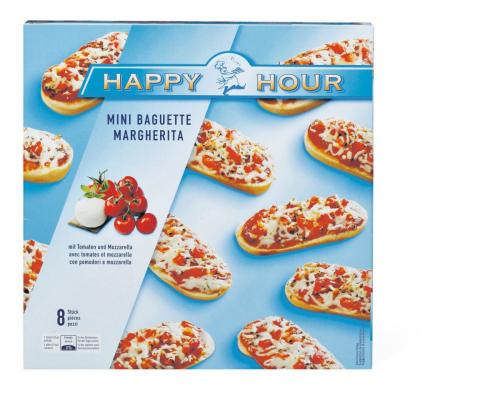 HAPPY HOUR
MINI BAGUETTE
MARGHERITA
mit Tomaten und Mozzarella
avec tomates et mozzarella
con pomodori e mozzarella
8 Stück
pièces
pezzi